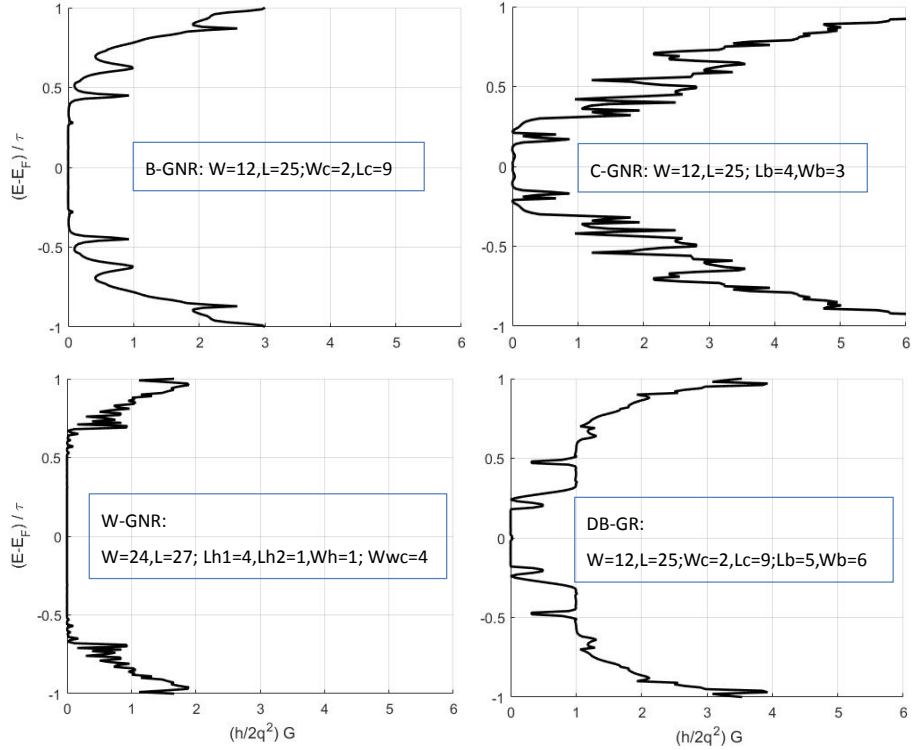 1
0.5
0
-0.5
-1
(E-E_F) / τ
B-GNR: W=12,L=25;Wc=2,Lc=9
0 1 2 3 4 5 6
1
0.5
0
-0.5
-1
C-GNR: W=12,L=25; Lb=4,Wb=3
0 1 2 3 4 5 6
1
0.5
0
-0.5
-1
(E-E_F) / τ
W-GNR:
W=24,L=27; Lh1=4,Lh2=1,Wh=1; Wwc=4
0 1 2 3 4 5 6
(h/2q²) G
1
0.5
0
-0.5
-1
DB-GR:
W=12,L=25;Wc=2,Lc=9;Lb=5,Wb=6
0 1 2 3 4 5 6
(h/2q²) G